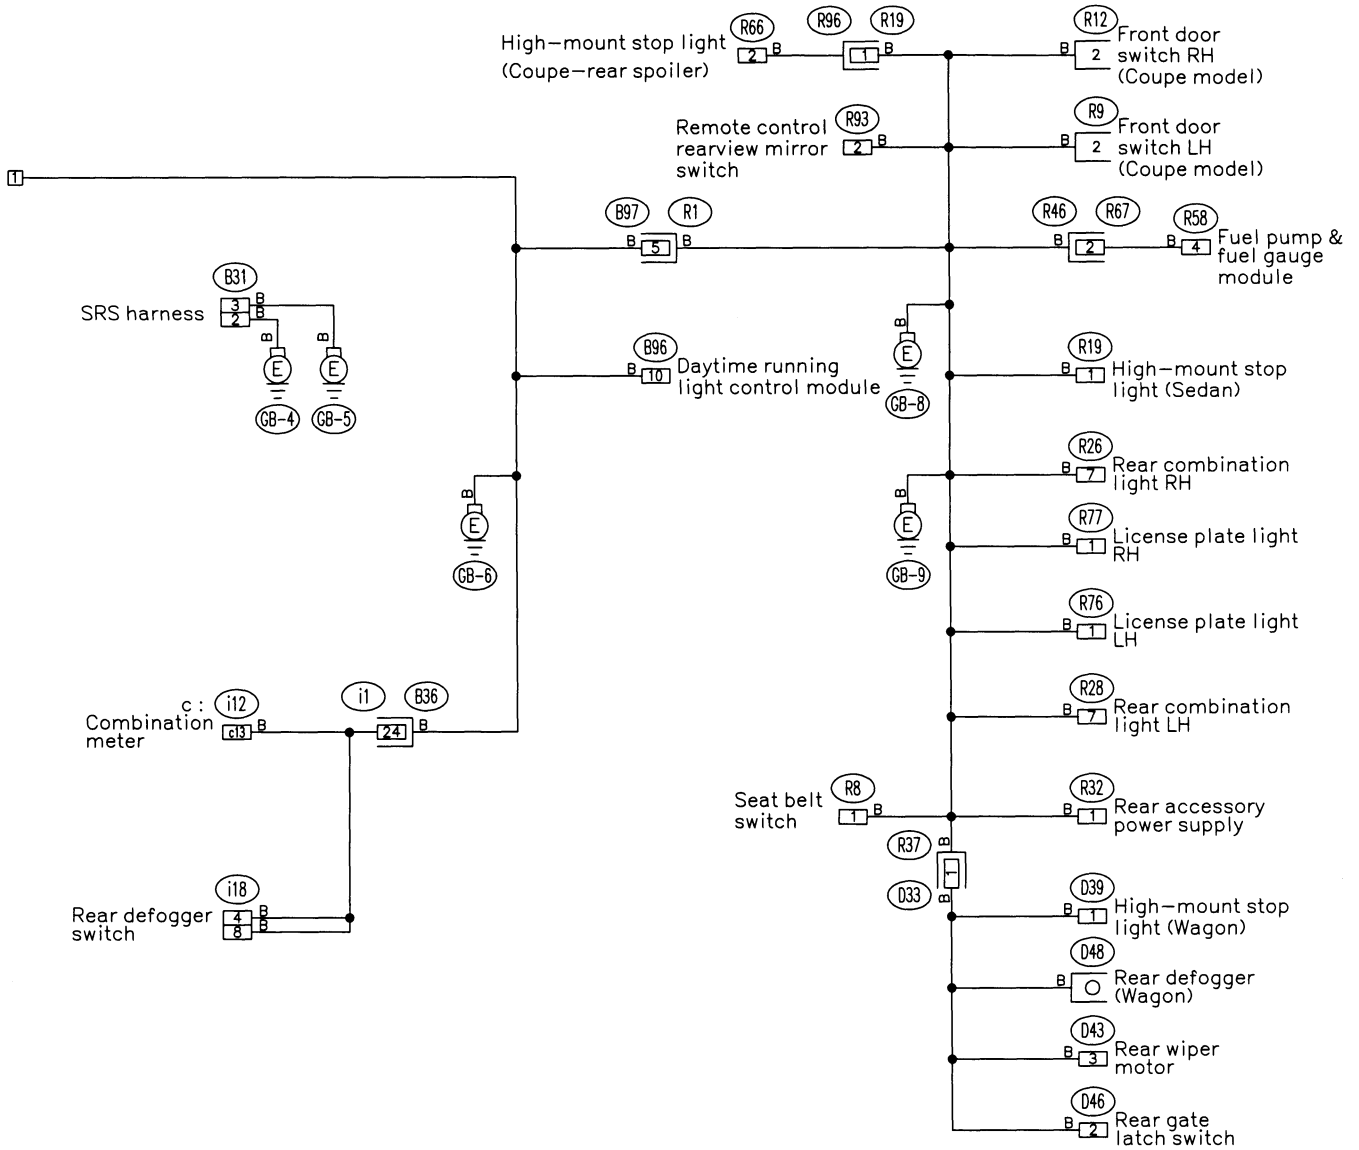 R66
R96
R19
R12
High-mount stop light
(Coupe-rear spoiler)
2
B
1
B
B
2
Front door
switch RH
(Coupe model)
R93
R9
Remote control
rearview mirror
switch
2
B
B
2
Front door
switch LH
(Coupe model)
1
B97
R1
R46
R67
R58
B
5
B
B
2
B
4
Fuel pump &
fuel gauge
module
B31
SRS harness
3
B
2
B
B
B
E
E
GB-4
GB-5
B96
B
10
Daytime running
light control module
B
E
GB-8
R19
B
1
High-mount stop
light (Sedan)
B
E
GB-6
B
E
GB-9
R26
B
7
Rear combination
light RH
R77
B
1
License plate light
RH
R76
B
1
License plate light
LH
c :
i12
i1
B36
Combination
meter
c13
B
24
B
R28
B
7
Rear combination
light LH
Seat belt
switch
R8
1
B
R32
B
1
Rear accessory
power supply
R37
B
1
D33
B
i18
Rear defogger
switch
4
B
8
B
D39
B
1
High-mount stop
light (Wagon)
D48
B
Rear defogger
(Wagon)
D43
B
3
Rear wiper
motor
D46
B
2
Rear gate
latch switch